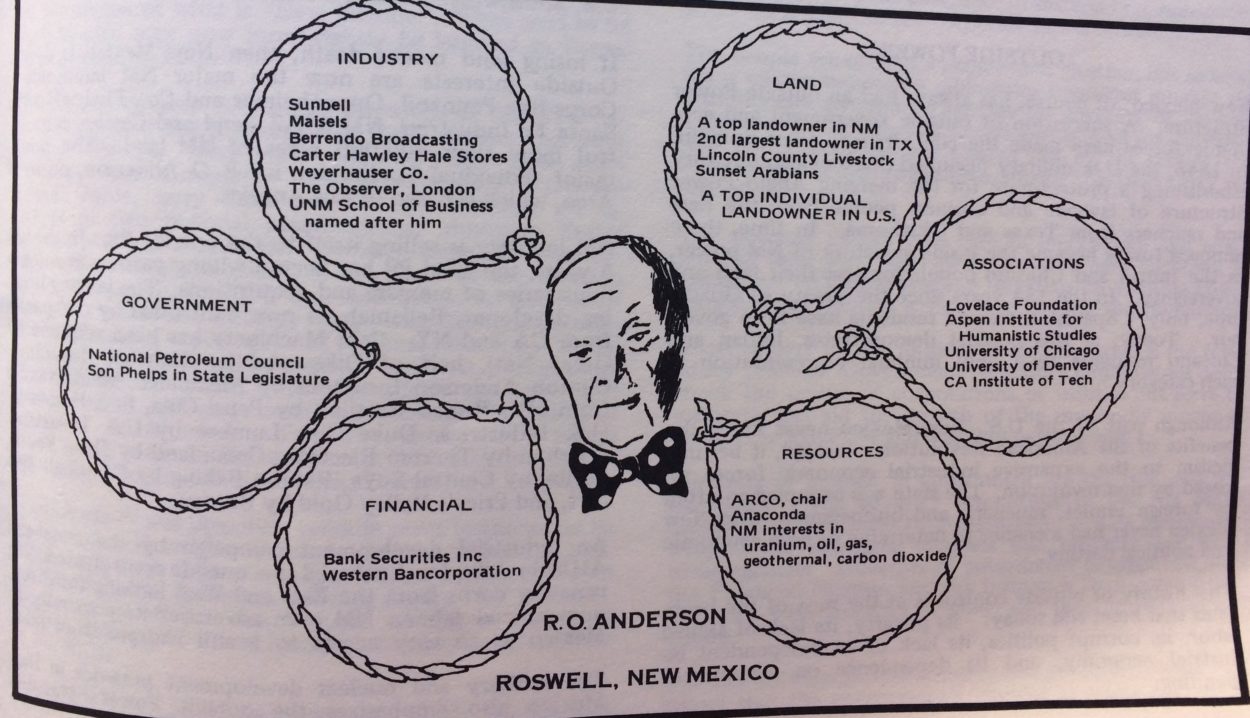 INDUSTRY
Sunbell
Maisels
Berrendo Broadcasting
Carter Hawley Hale Stores
Weyerhauser Co.
The Observer, London
UNM School of Business
named after him
LAND
A top landowner in NM
2nd largest landowner in TX
Lincoln County Livestock
Sunset Arabians
A TOP INDIVIDUAL
LANDOWNER IN U.S.
GOVERNMENT
National Petroleum Council
Son Phelps in State Legislature
ASSOCIATIONS
Lovelace Foundation
Aspen Institute for
Humanistic Studies
University of Chicago
University of Denver
CA Institute of Tech
FINANCIAL
Bank Securities Inc
Western Bancorporation
RESOURCES
ARCO, chair
Anaconda
NM interests in
uranium, oil, gas,
geothermal, carbon dioxide
R.O. ANDERSON
ROSWELL, NEW MEXICO